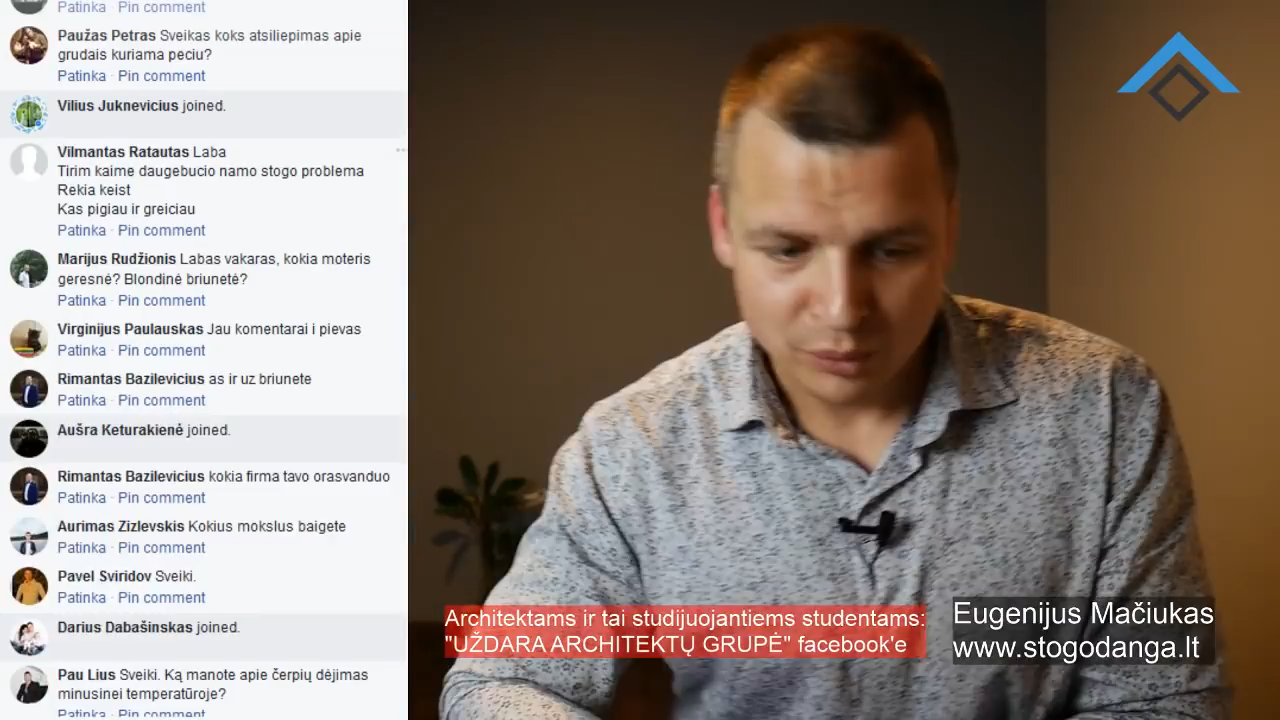 Patinka · Pin comment
Paužas Petras Sveikas koks atsiliepimas apie
grudais kuriama peciu?
Patinka · Pin comment
Vilius Juknevicius joined.
Vilmantas Ratautas Laba
Tirim kaime daugebucio namo stogo problema
Rekia keist
Kas pigiau ir greiciau
Patinka · Pin comment
Marijus Rudžionis Labas vakaras, kokia moteris
geresnė? Blondinė briunetė?
Patinka · Pin comment
Virginijus Paulauskas Jau komentarai i pievas
Patinka · Pin comment
Rimantas Bazilevicius as ir uz briunete
Patinka · Pin comment
Aušra Keturakienė joined.
Rimantas Bazilevicius kokia firma tavo orasvanduo
Patinka · Pin comment
Aurimas Zizlevskis Kokius mokslus baigete
Patinka · Pin comment
Pavel Sviridov Sveiki.
Patinka · Pin comment
Darius Dabašinskas joined.
Pau Lius Sveiki. Ką manote apie čerpių dėjimas
minusinei temperatūroje?
Patinka · Pin comment
Architektams ir tai studijuojantiems studentams:
"UŽDARA ARCHITEKTŲ GRUPĖ" facebook'e
Eugenijus Mačiukas
www.stogodanga.lt